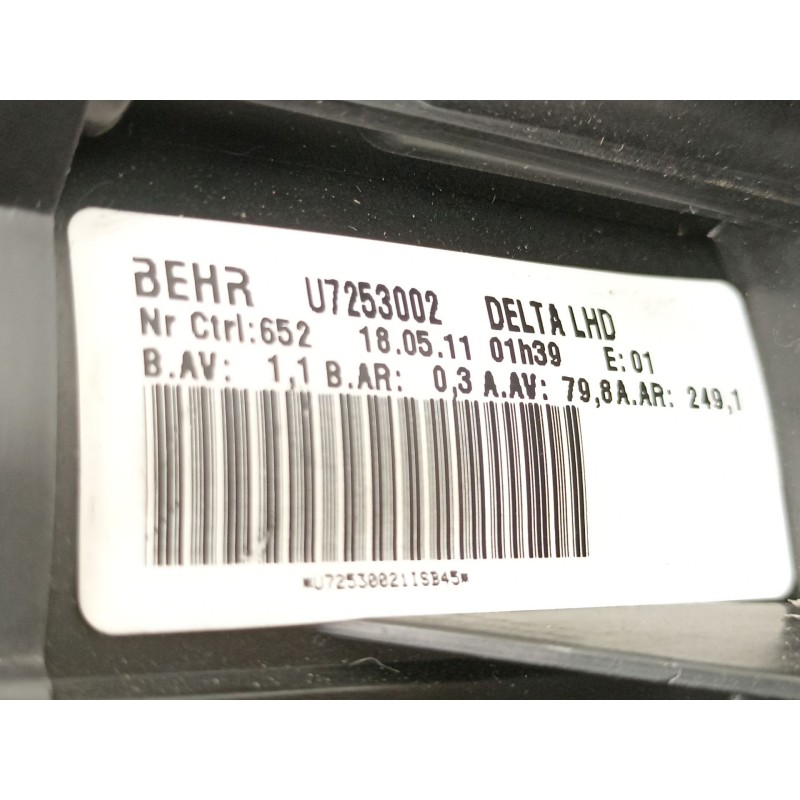 BEHR U7253002 DELTA LHD
Nr Ctrl:652 18.05.11 01h39 E:01
B.AV: 1,1 B.AR: 0,3 A.AV: 79,8 A.AR: 249,1
*U72530021ISB45*